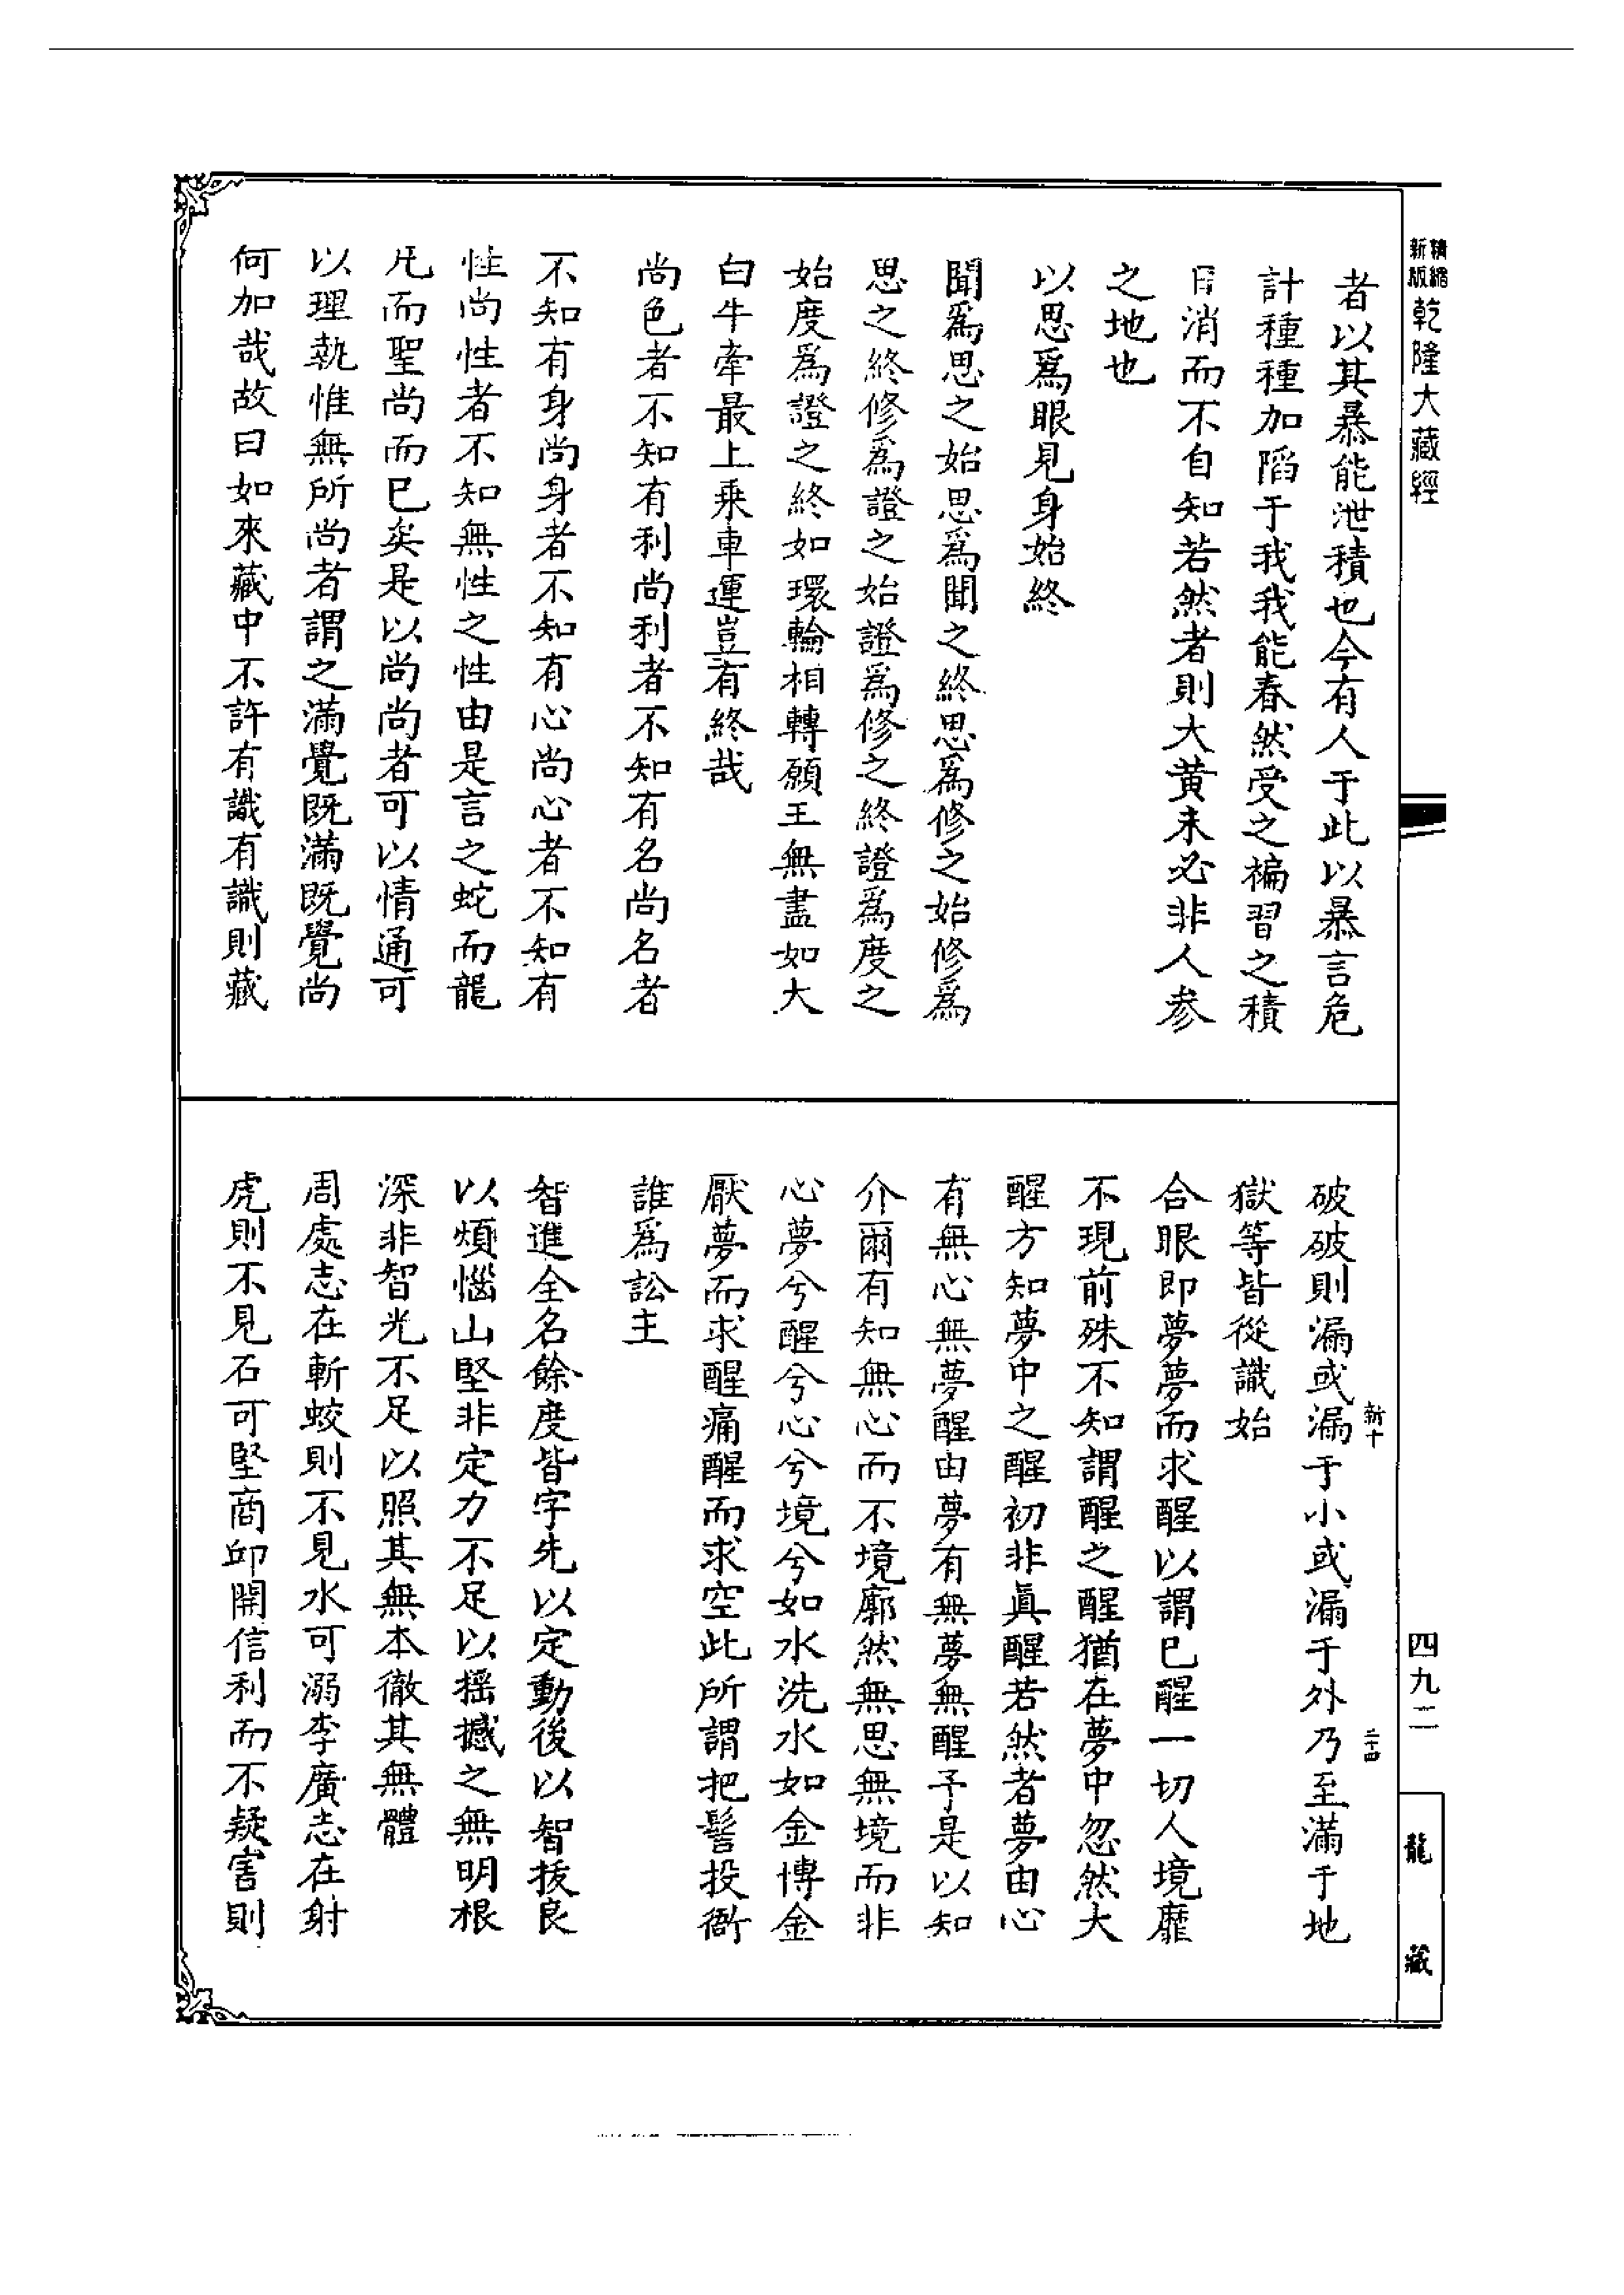 精縮新版乾隆大藏經
者以其暴能泄積也今有人于此以暴言危
計種種加陷于我我能春然受之褊習之積
日消而不自知若然者則大黄未必非人參
之地也
以思爲眼見身始終
聞爲思之始思爲聞之終思爲修之始修爲
思之終修爲證之始證爲修之終證爲度之
始度爲證之終如環輪相轉願王無盡如大
白牛牽最上乘車運豈有終哉
尚色者不知有利尚利者不知有名尚名者
不知有身尚身者不知有心尚心者不知有
性尚性者不知無性之性由是言之蛇而龍
凡而聖尚而已矣是以尚尚者可以情通可
以理執惟無所尚者謂之滿覺既滿既覺尚
何加哉故曰如來藏中不許有識有識則藏
破破則漏或漏于小或漏于外乃至滿于地
獄等皆從識始
合眼即夢夢而求醒以謂已醒一切人境靡
不現前殊不知謂醒之醒猶在夢中忽然大
醒方知夢中之醒初非眞醒若然者夢由心
有無心無夢醒由夢有無夢無醒予是以知
介爾有知無心而不境廓然無思無境而非
心夢兮醒兮心兮境兮如水洗水如金博金
厭夢而求醒痛醒而求空此所謂把髻投衙
誰爲訟主
智進全名餘度皆字先以定動後以智拔良
以煩惱山堅非定力不足以搖撼之無明根
深非智光不足以照其無本徹其無體
周處志在斬蛟則不見水可溺李廣志在射
虎則不見石可堅商邱開信利而不疑害則
新十
二十四
四九二
龍藏